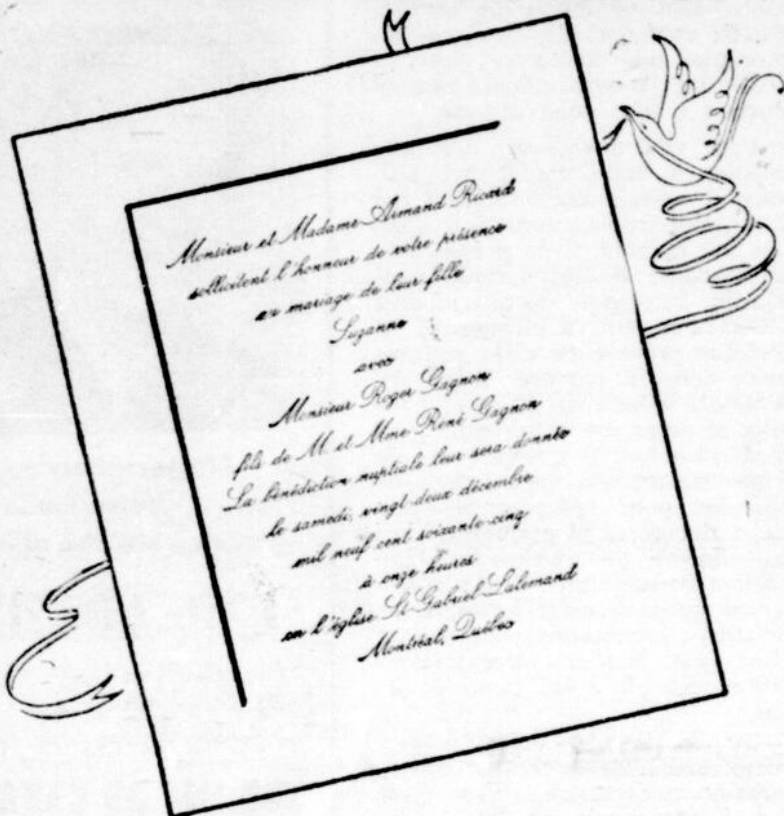 Monsieur et Madame Armand Ricard
sollicitent l'honneur de votre présence
au mariage de leur fille
Suzanne
avec
Monsieur Roger Gagnon
fils de M. et Mme René Gagnon
La bénédiction nuptiale leur sera donnée
le samedi, vingt-deux décembre
mil neuf cent soixante-cinq
à onze heures
en l'église St-Gabriel-Lalemand
Montréal, Québec